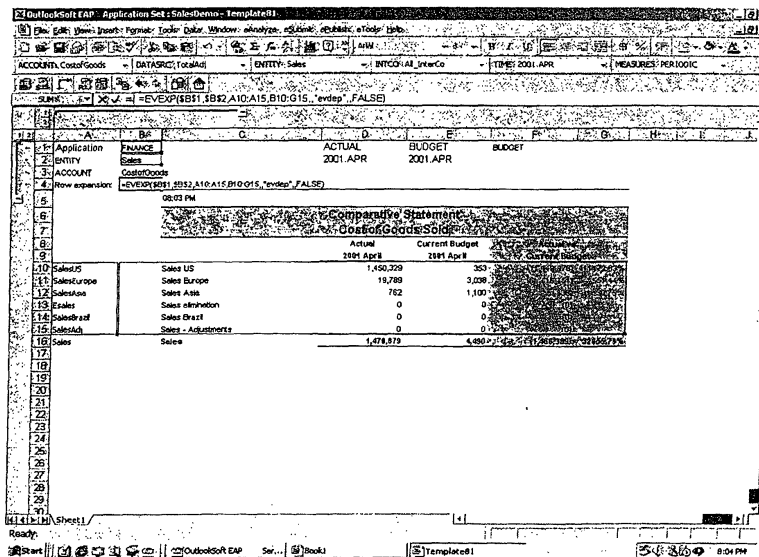 OutlookSoft EAP - Application Set : SalesDemo - Template81
File Edit View Insert Format Tools Data Window eAnalyze eSubmit ePublish eTools Help
ACCOUNT: CostofGoods DATASRC: TotalAdj ENTITY: Sales INTCO: All_InterCo TIME: 2001.APR MEASURES: PERIODIC
SUM =EVEXP($B$1,$B$2,A10:A15,B10:G15,,"evdep",,FALSE)
A B C D E F G H I J
1 Application FINANCE ACTUAL BUDGET BUDGET
2 ENTITY Sales 2001.APR 2001.APR
3 ACCOUNT CostofGoods
4 Row expansion: =EVEXP($B$1,$B$2,A10:A15,B10:G15,,"evdep",,FALSE)
5 08:03 PM
6 Comparative Statement
7 Cost of Goods Sold
8 Actual Current Budget Actual vs
9 2001 April 2001 April Current Budget
10 SalesUS Sales US 1,450,329 353
11 SalesEurope Sales Europe 19,789 3,038
12 SalesAsia Sales Asia 762 1,100
13 Esales Sales elimination 0 0
14 SalesBrazil Sales Brazil 0 0
15 SalesAdj Sales - Adjustments 0 0
16 Sales Sales
17
18
19
20
21
22
23
24
25
26
27
28
29
30
Sheet1
Ready
Start OutlookSoft EAP Ser... Book1 Template81 8:04 PM